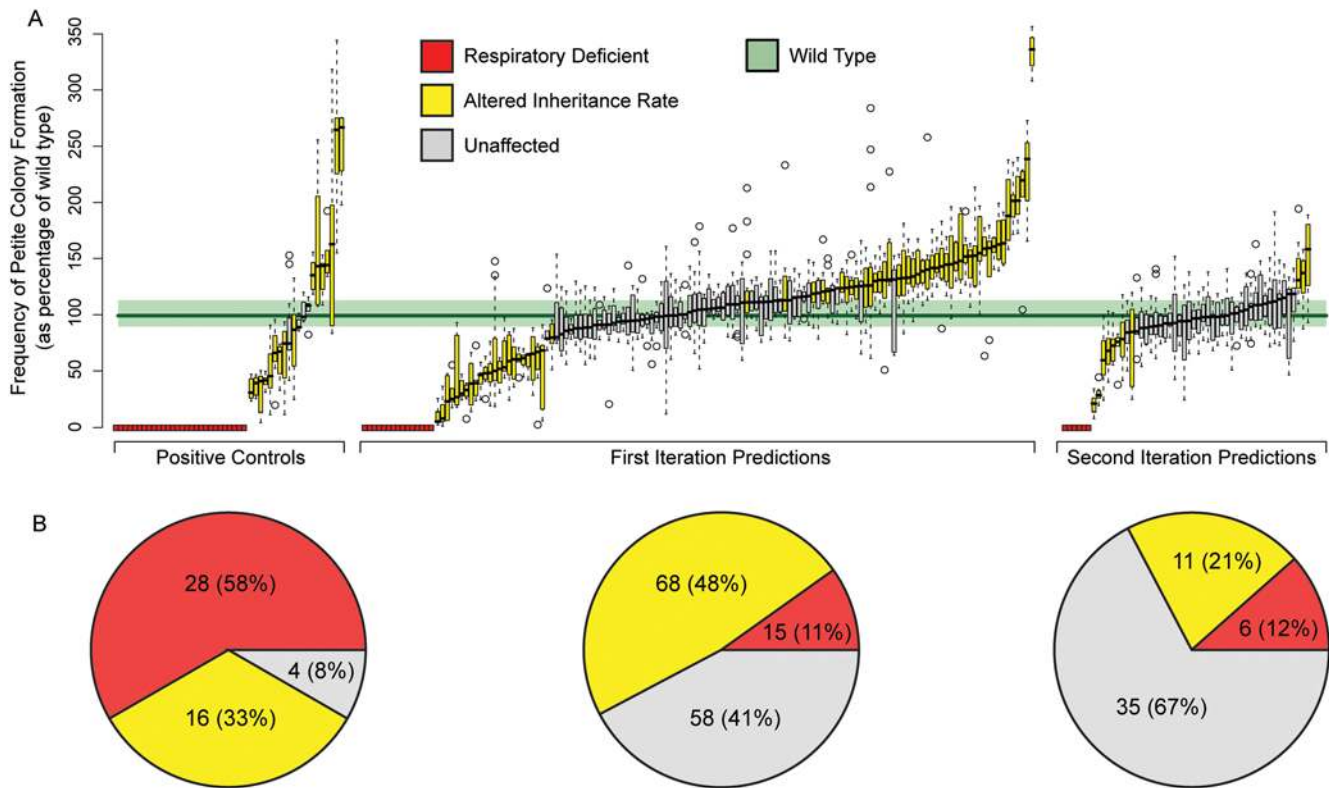 A
Frequency of Petite Colony Formation
(as percentage of wild type)
350
300
250
200
150
100
50
0
Respiratory Deficient
Altered Inheritance Rate
Unaffected
Wild Type
Positive Controls
First Iteration Predictions
Second Iteration Predictions
B
28 (58%)
4 (8%)
16 (33%)
68 (48%)
15 (11%)
58 (41%)
11 (21%)
6 (12%)
35 (67%)